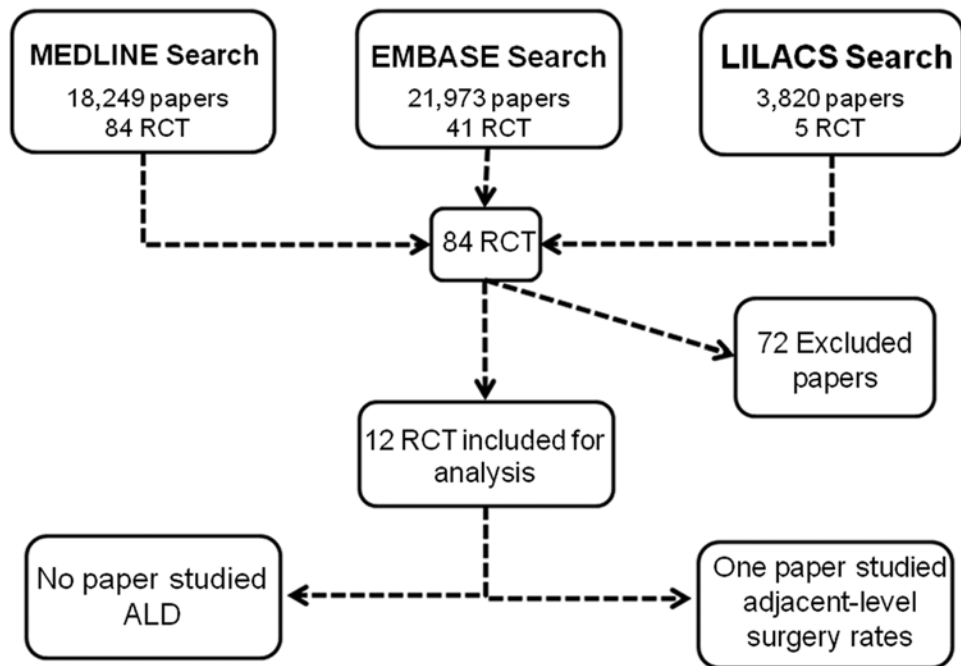 MEDLINE Search
18,249 papers
84 RCT
EMBASE Search
21,973 papers
41 RCT
LILACS Search
3,820 papers
5 RCT
84 RCT
72 Excluded
papers
12 RCT included for
analysis
No paper studied
ALD
One paper studied
adjacent-level
surgery rates